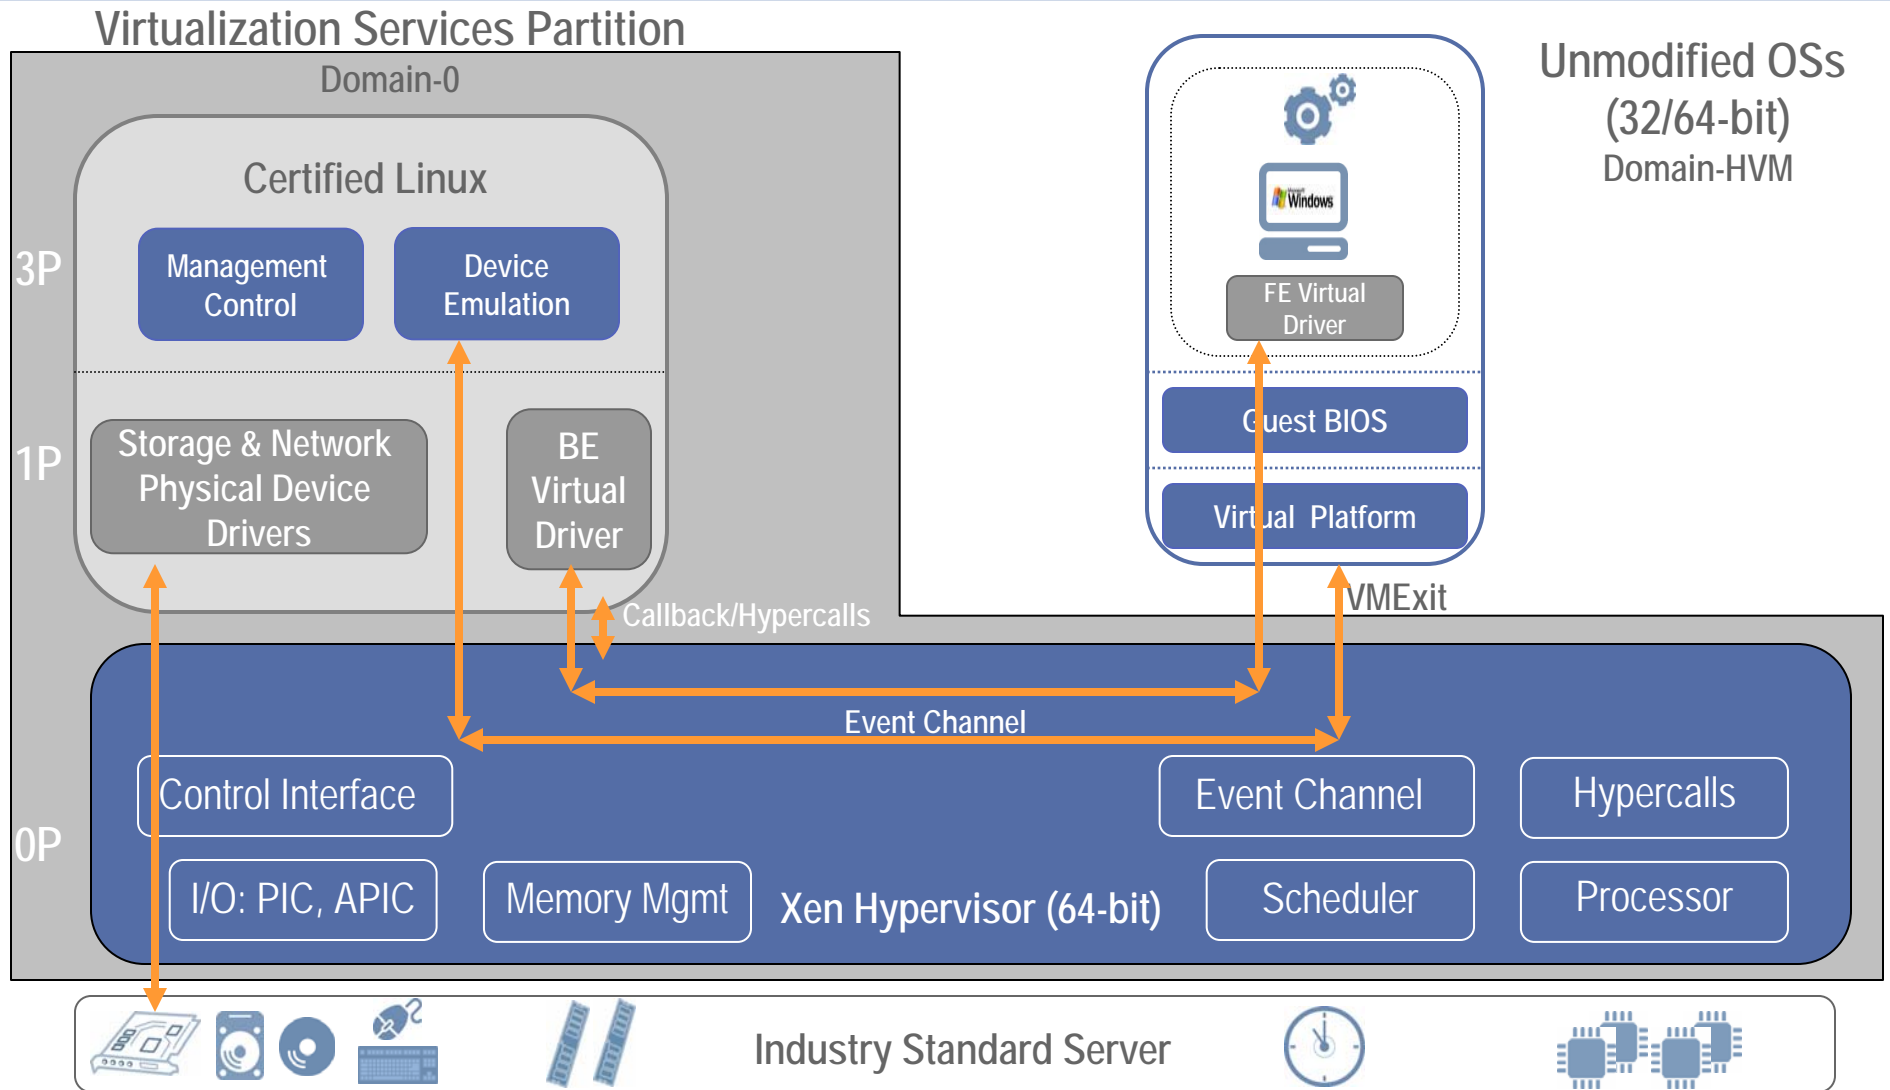 Virtualization Services Partition
Domain-0
Certified Linux
3P
Management
Control
Device
Emulation
1P
Storage & Network
Physical Device
Drivers
BE
Virtual
Driver
Callback/Hypercalls
Unmodified OSs
(32/64-bit)
Domain-HVM
Microsoft
Windows
FE Virtual
Driver
Guest BIOS
Virtual Platform
VMExit
Event Channel
0P
Control Interface
Event Channel
Hypercalls
I/O: PIC, APIC
Memory Mgmt
Xen Hypervisor (64-bit)
Scheduler
Processor
Industry Standard Server